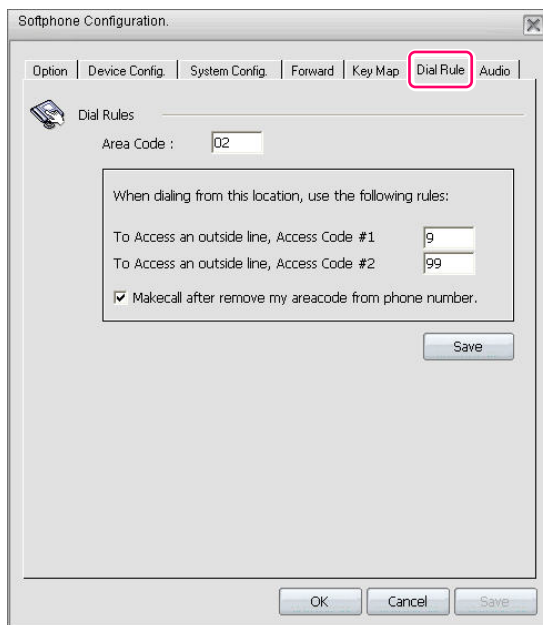 Softphone Configuration.
Option Device Config. System Config. Forward Key Map Dial Rule Audio
Dial Rules
Area Code : 02
When dialing from this location, use the following rules:
To Access an outside line, Access Code #1 9
To Access an outside line, Access Code #2 99
Makecall after remove my areacode from phone number.
Save
OK Cancel Save